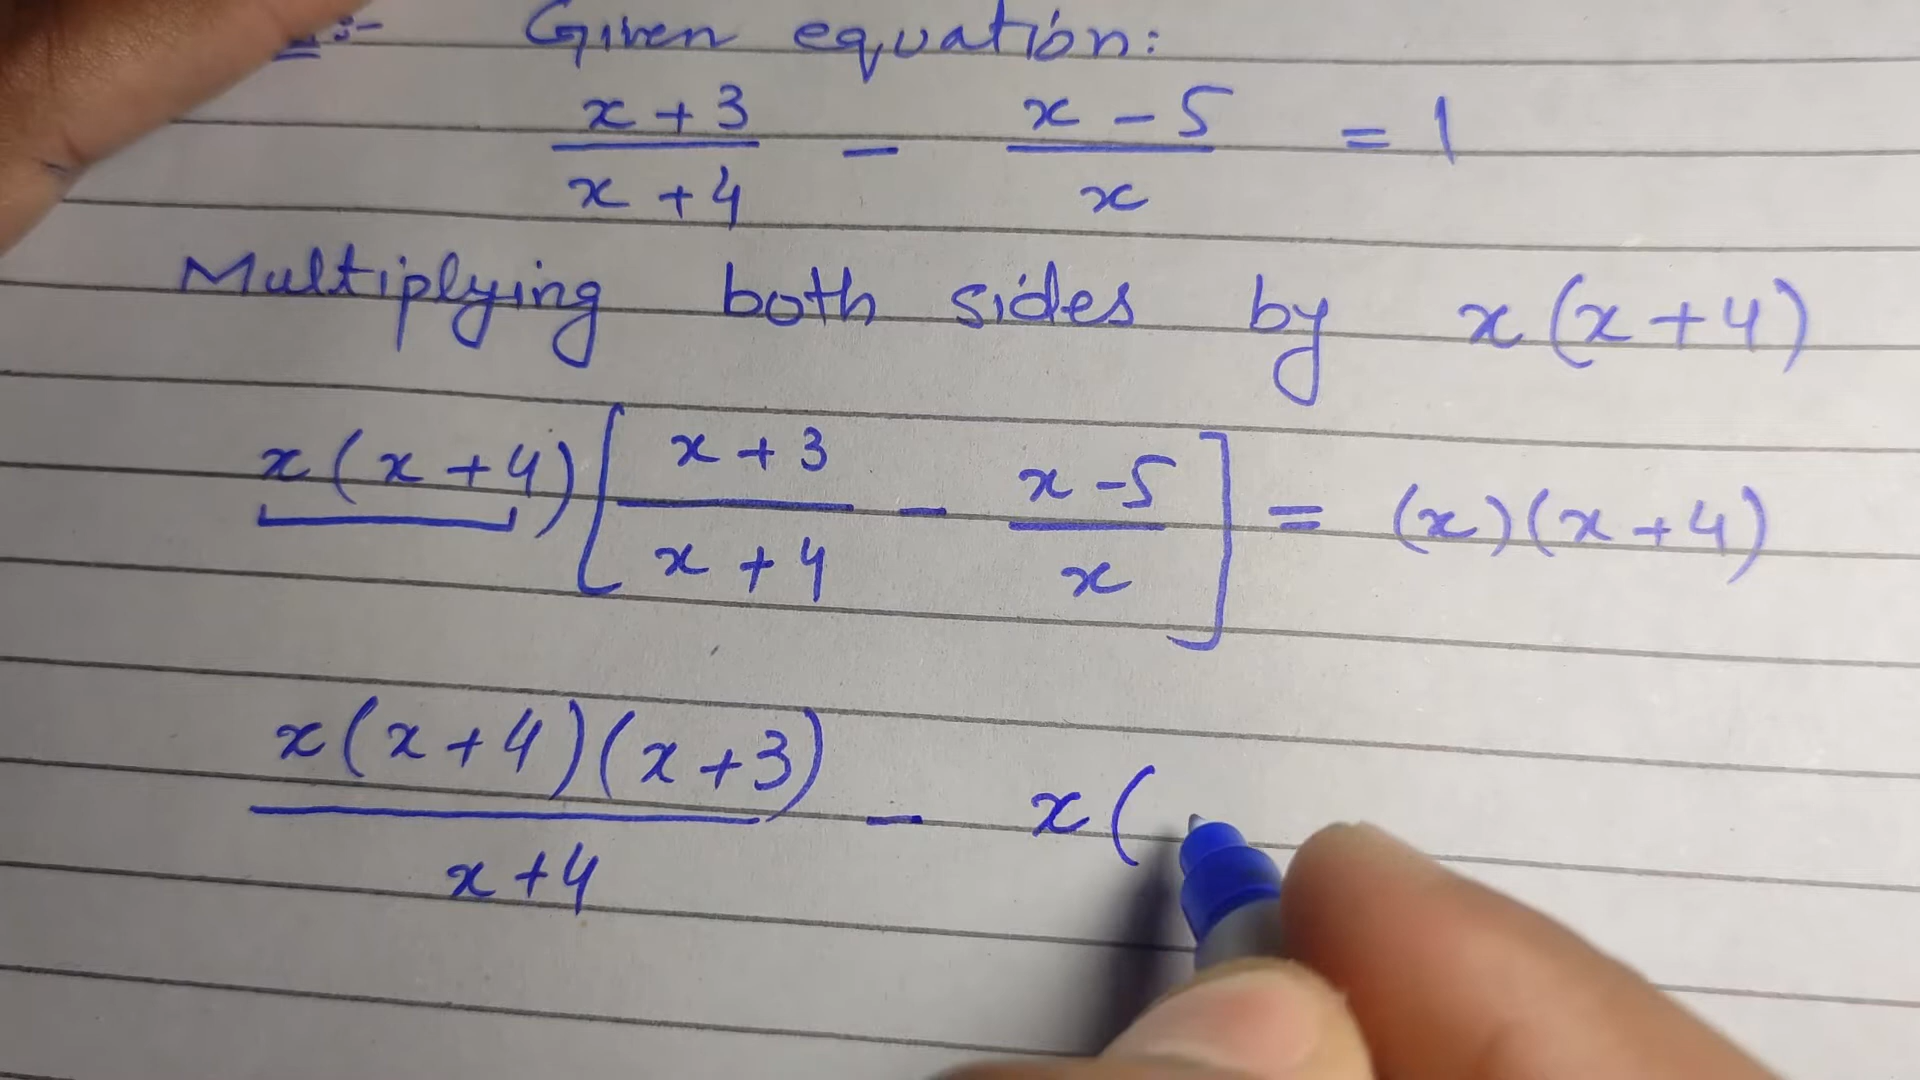 Given equation:
x + 3 / x + 4 - x - 5 / x = 1
Multiplying both sides by x(x + 4)
x(x + 4)[x + 3 / x + 4 - x - 5 / x] = (x)(x + 4)
x(x + 4)(x + 3) / x + 4 - x(